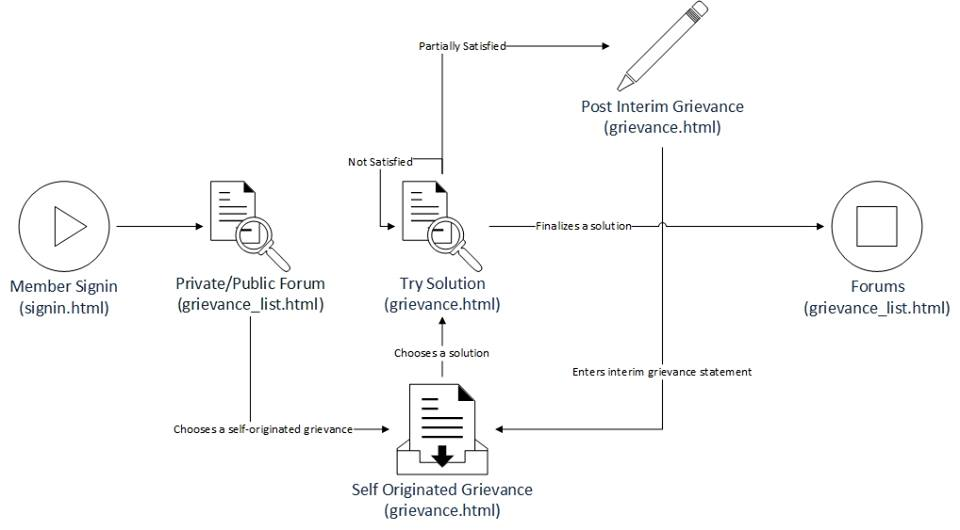 Partially Satisfied
Post Interim Grievance
(grievance.html)
Not Satisfied
Finalizes a solution
Member Signin
(signin.html)
Private/Public Forum
(grievance_list.html)
Try Solution
(grievance.html)
Forums
(grievance_list.html)
Chooses a solution
Enters interim grievance statement
Chooses a self-originated grievance
Self Originated Grievance
(grievance.html)